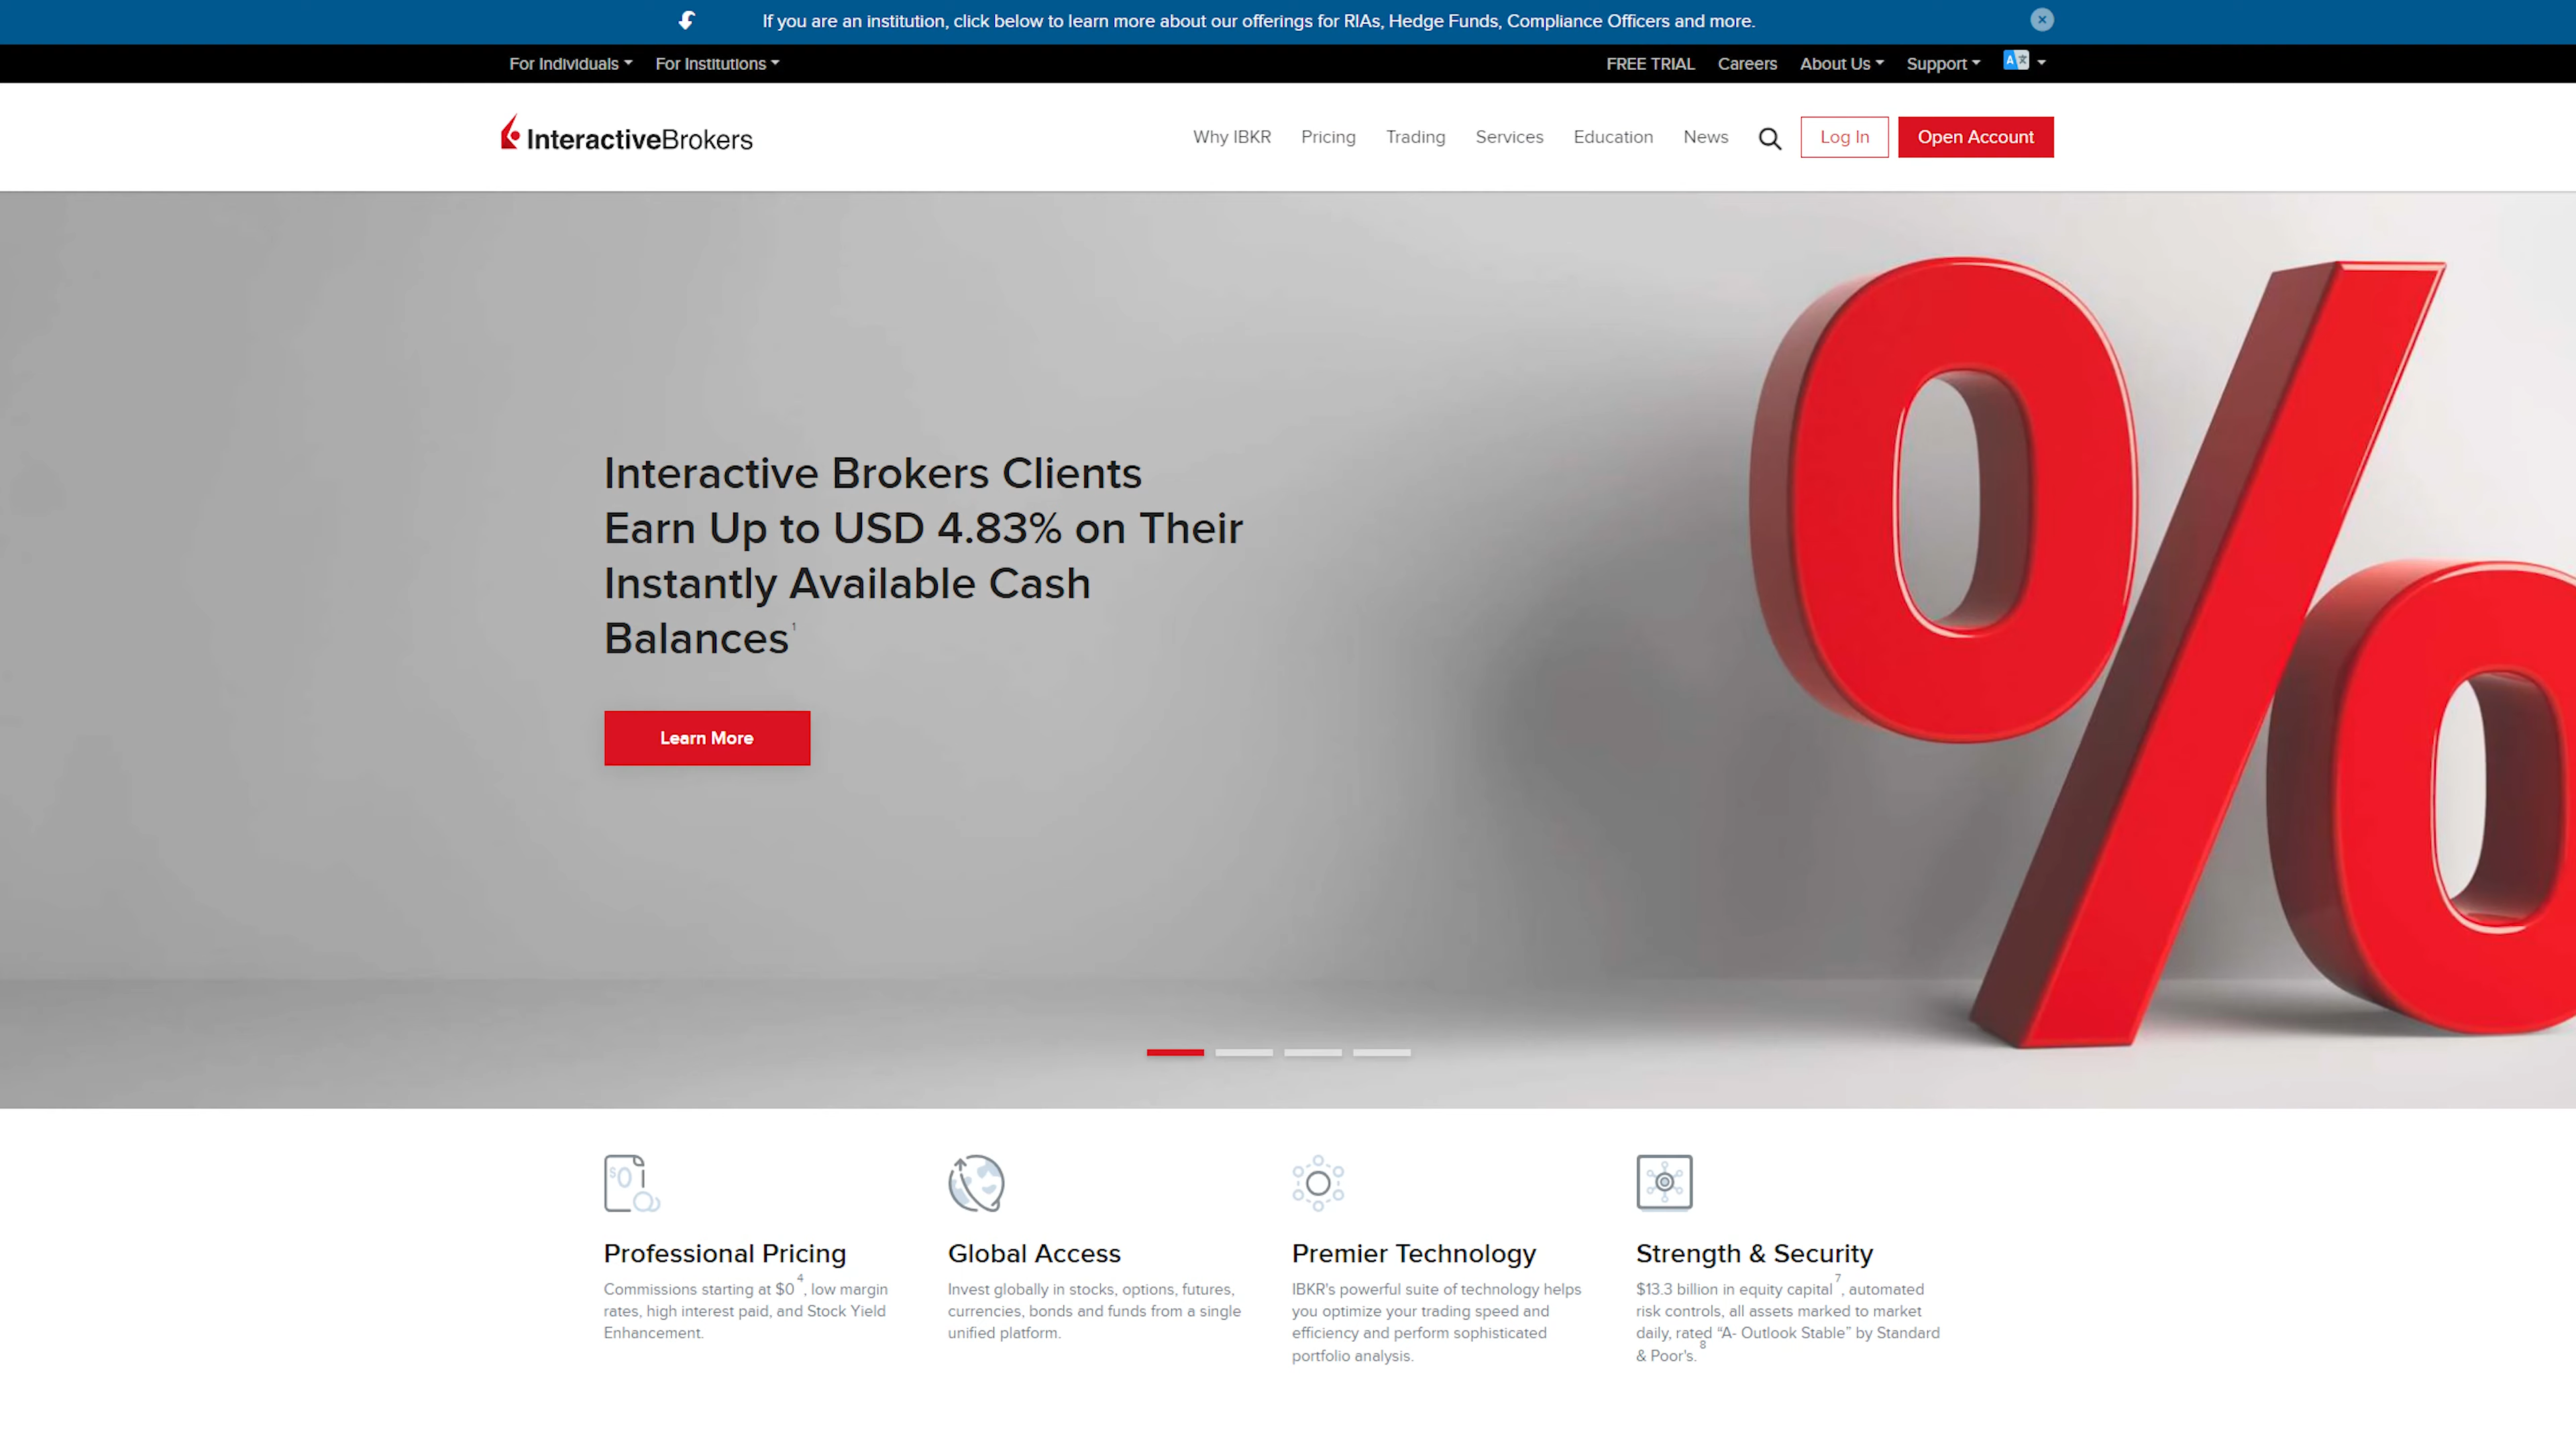 If you are an institution, click below to learn more about our offerings for RIAs, Hedge Funds, Compliance Officers and more.
For Individuals For Institutions FREE TRIAL Careers About Us Support
InteractiveBrokers Why IBKR Pricing Trading Services Education News Log In Open Account
Interactive Brokers Clients
Earn Up to USD 4.83% on Their
Instantly Available Cash
Balances1
Learn More
Professional Pricing
Commissions starting at $0 4, low margin
rates, high interest paid, and Stock Yield
Enhancement.
Global Access
Invest globally in stocks, options, futures,
currencies, bonds and funds from a single
unified platform.
Premier Technology
IBKR's powerful suite of technology helps
you optimize your trading speed and
efficiency and perform sophisticated
portfolio analysis.
Strength & Security
$13.3 billion in equity capital 7, automated
risk controls, all assets marked to market
daily, rated “A- Outlook Stable” by Standard
& Poor's. 8